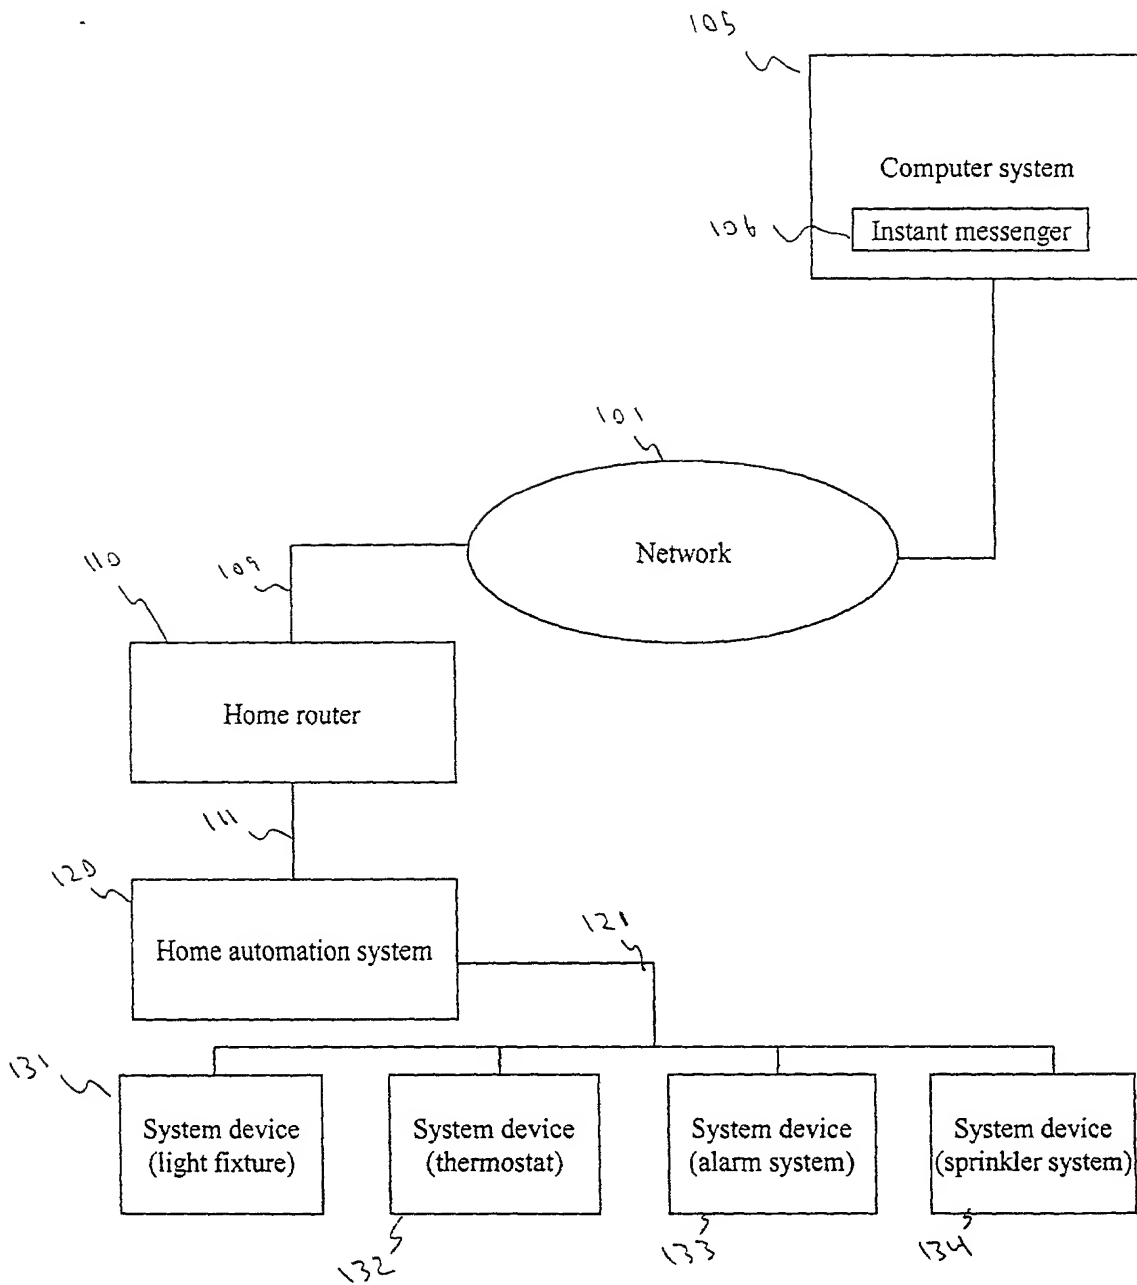 105
Computer system
106
Instant messenger
101
Network
110
109
Home router
111
120
Home automation system
121
131
System device
(light fixture)
System device
(thermostat)
System device
(alarm system)
System device
(sprinkler system)
132
133
134